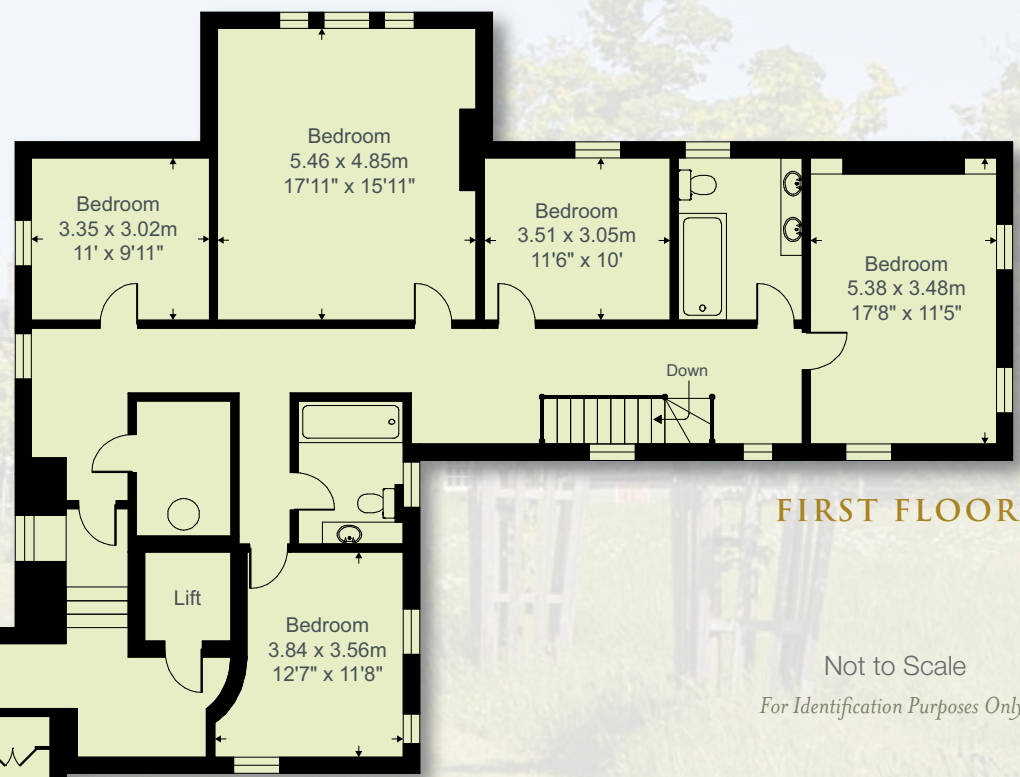 Bedroom
5.46 x 4.85m
17'11" x 15'11"
Bedroom
3.35 x 3.02m
11' x 9'11"
Bedroom
3.51 x 3.05m
11'6" x 10'
Bedroom
5.38 x 3.48m
17'8" x 11'5"
Down
FIRST FLOOR
Lift
Bedroom
3.84 x 3.56m
12'7" x 11'8"
Not to Scale
For Identification Purposes Only